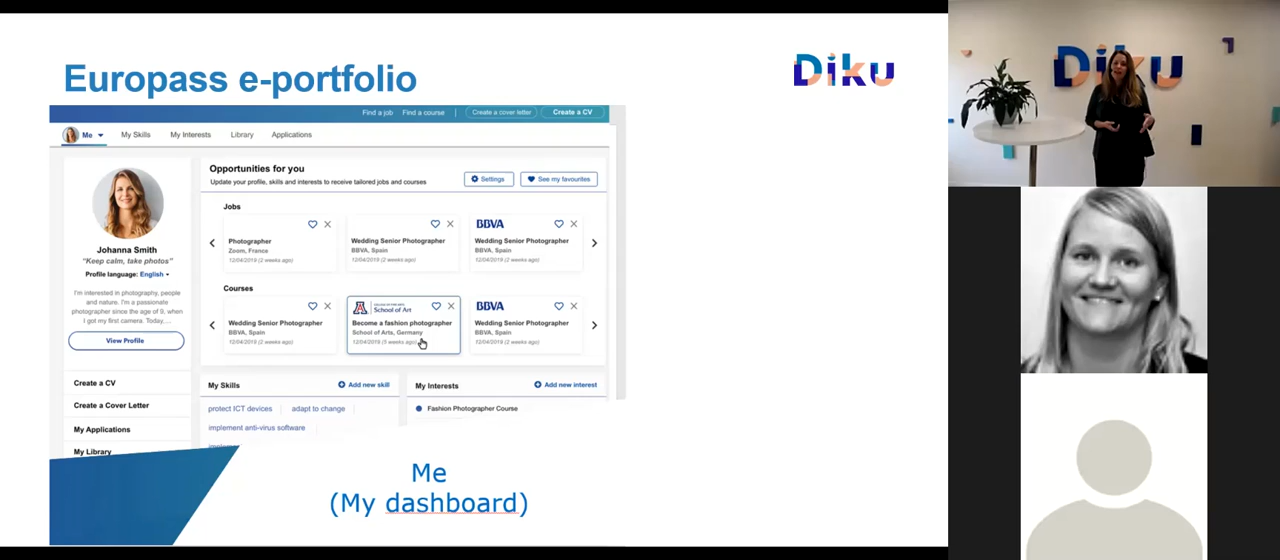 Europass e-portfolio
Diku
Find a job Find a course Create a cover letter Create a CV
Me My Skills My Interests Library Applications
Johanna Smith
"Keep calm, take photos"
Profile language: English
I'm interested in photography, people
and nature. I'm a passionate
photographer since the age of 9, when
I got my first camera. Today,...
View Profile
Create a CV
Create a Cover Letter
My Applications
My Library
Opportunities for you
Update your profile, skills and interests to receive tailored jobs and courses
Settings See my favourites
Jobs
Photographer
Zoom, France
12/04/2019 (2 weeks ago)
Wedding Senior Photographer
BBVA, Spain
12/04/2019 (2 weeks ago)
BBVA
Wedding Senior Photographer
BBVA, Spain
12/04/2019 (2 weeks ago)
Courses
Wedding Senior Photographer
BBVA, Spain
12/04/2019 (2 weeks ago)
School of Art
Become a fashion photographer
School of Arts, Germany
12/04/2019 (5 weeks ago)
BBVA
Wedding Senior Photographer
BBVA, Spain
12/04/2019 (2 weeks ago)
My Skills Add new skill
protect ICT devices adapt to change
implement anti-virus software
My Interests Add new interest
Fashion Photographer Course
Me
(My dashboard)
Diku